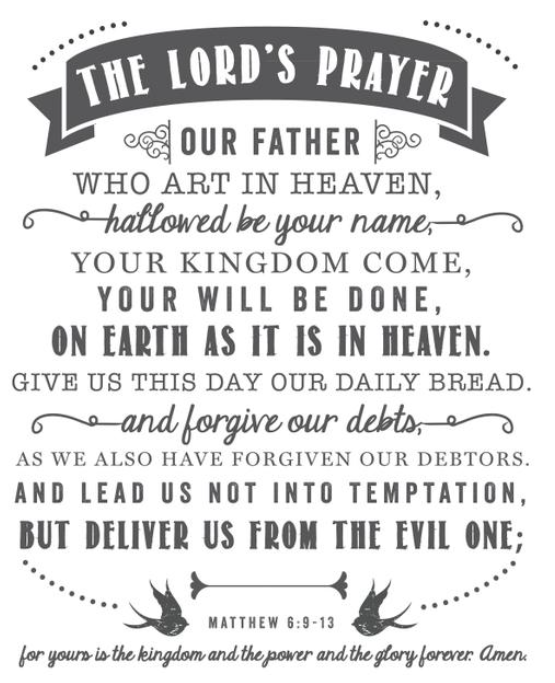 THE LORD'S PRAYER
OUR FATHER
WHO ART IN HEAVEN,
hallowed be your name,
YOUR KINGDOM COME,
YOUR WILL BE DONE,
ON EARTH AS IT IS IN HEAVEN.
GIVE US THIS DAY OUR DAILY BREAD.
and forgive our debts,
AS WE ALSO HAVE FORGIVEN OUR DEBTORS.
AND LEAD US NOT INTO TEMPTATION,
BUT DELIVER US FROM THE EVIL ONE;
MATTHEW 6:9-13
for yours is the kingdom and the power and the glory forever. Amen.